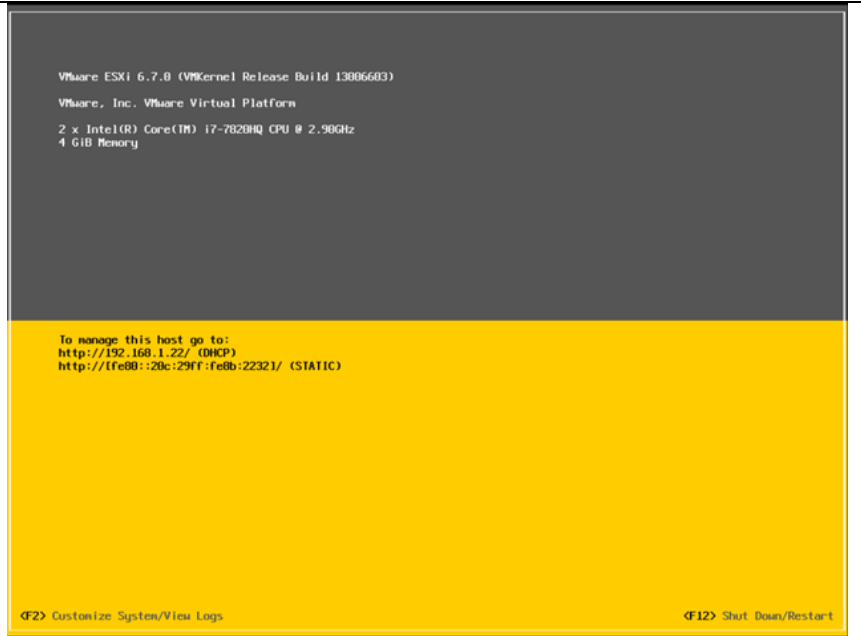 VMware ESXi 6.7.0 (VMKernel Release Build 13006603)
VMware, Inc. VMware Virtual Platform
2 x Intel(R) Core(TM) i7-7820HQ CPU @ 2.90GHz
4 GiB Memory
To manage this host go to:
http://192.168.1.22/ (DHCP)
http://[fe80::20c:29ff:fe8b:2232]/ (STATIC)
<F2> Customize System/View Logs
<F12> Shut Down/Restart